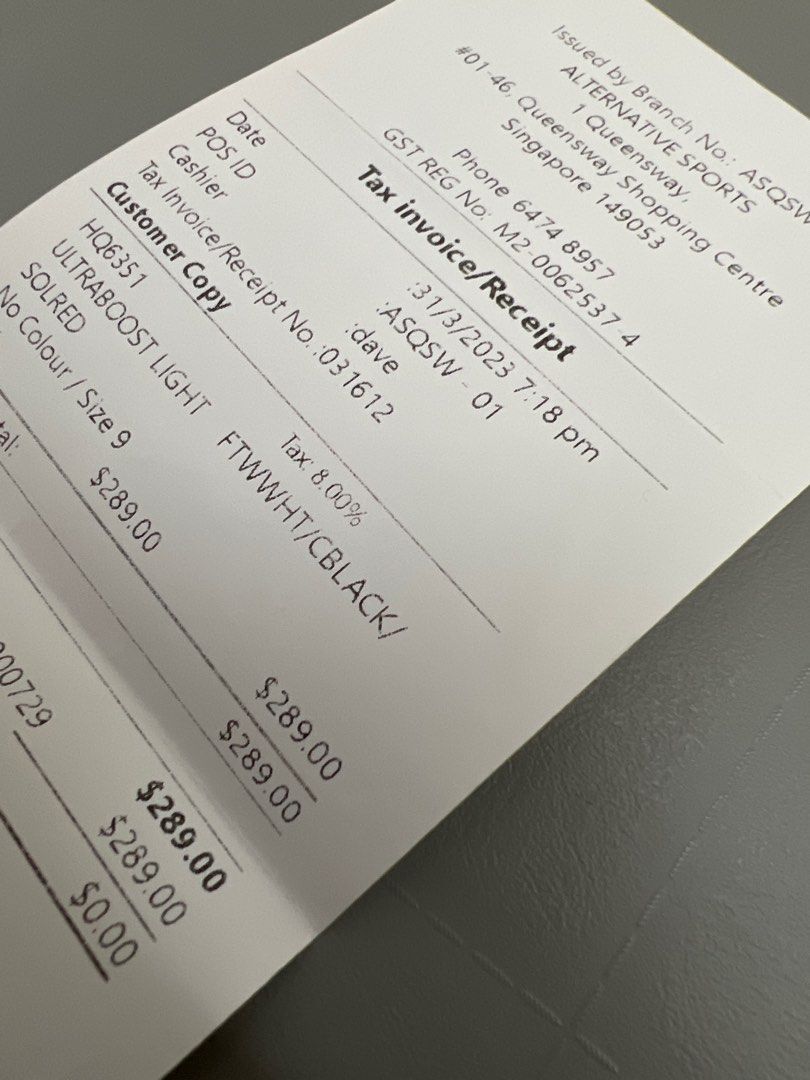 Issued by Branch No.: ASQSW
ALTERNATIVE SPORTS
1 Queensway,
#01-46, Queensway Shopping Centre
Singapore 149053
Phone 6474 8957
GST REG No: M2-0062537-4
Tax invoice/Receipt
Date :31/3/2023 7:18 pm
POS ID :ASQSW - 01
Cashier :dave
Tax Invoice/Receipt No.:031612
Customer Copy
Tax: 8.00%
HQ6351
ULTRABOOST LIGHT FTWWHT/CBLACK/
SOLRED
No Colour / Size 9
$289.00 $289.00
tal: $289.00
$289.00
00729 $289.00
$0.00